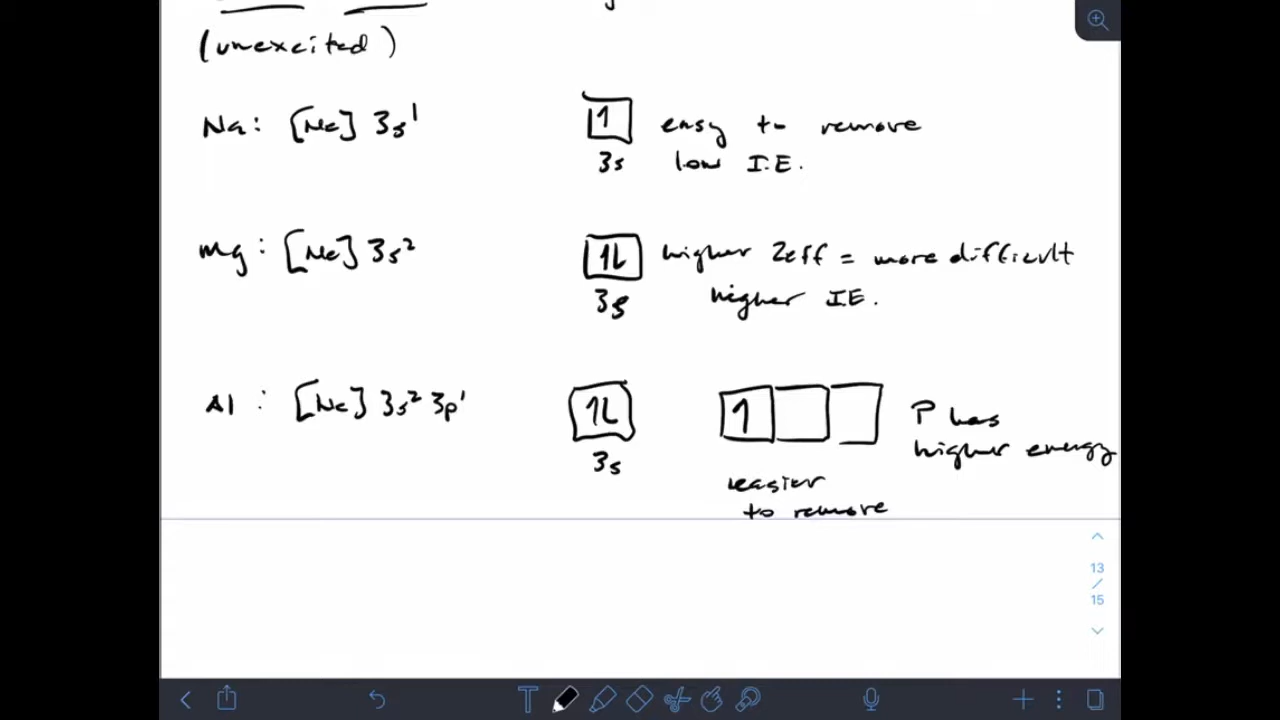 (unexcited)
Na: [Ne] 3s¹
1
3s
easy to remove
low I.E.
Mg: [Ne] 3s²
1L
3s
higher Zeff = more difficult
higher I.E.
Al: [Ne] 3s² 3p¹
1L
3s
1
easier
to remove
P has
higher energy
13
/
15
T